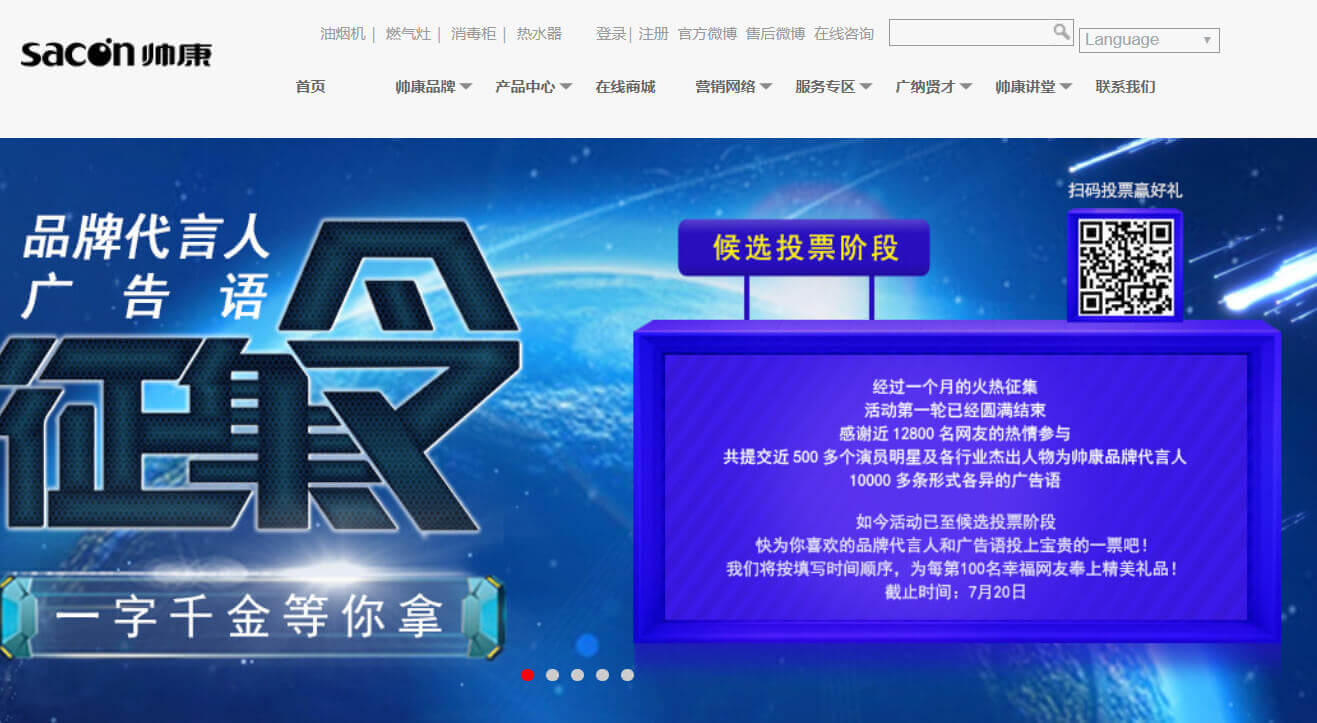 sacon 帅康
油烟机 | 燃气灶 | 消毒柜 | 热水器 登录 | 注册 官方微博 售后微博 在线咨询
Language
首页 帅康品牌 产品中心 在线商城 营销网络 服务专区 广纳贤才 帅康讲堂 联系我们
品牌代言人
广告语
征集令
一字千金等你拿
候选投票阶段
扫码投票赢好礼
经过一个月的火热征集
活动第一轮已经圆满结束
感谢近 12800 名网友的热情参与
共提交近 500 多个演员明星及各行业杰出人物为帅康品牌代言人
10000 多条形式各异的广告语
如今活动已至候选投票阶段
快为你喜欢的品牌代言人和广告语投上宝贵的一票吧！
我们将按填写时间顺序，为每第100名幸福网友奉上精美礼品！
截止时间：7月20日